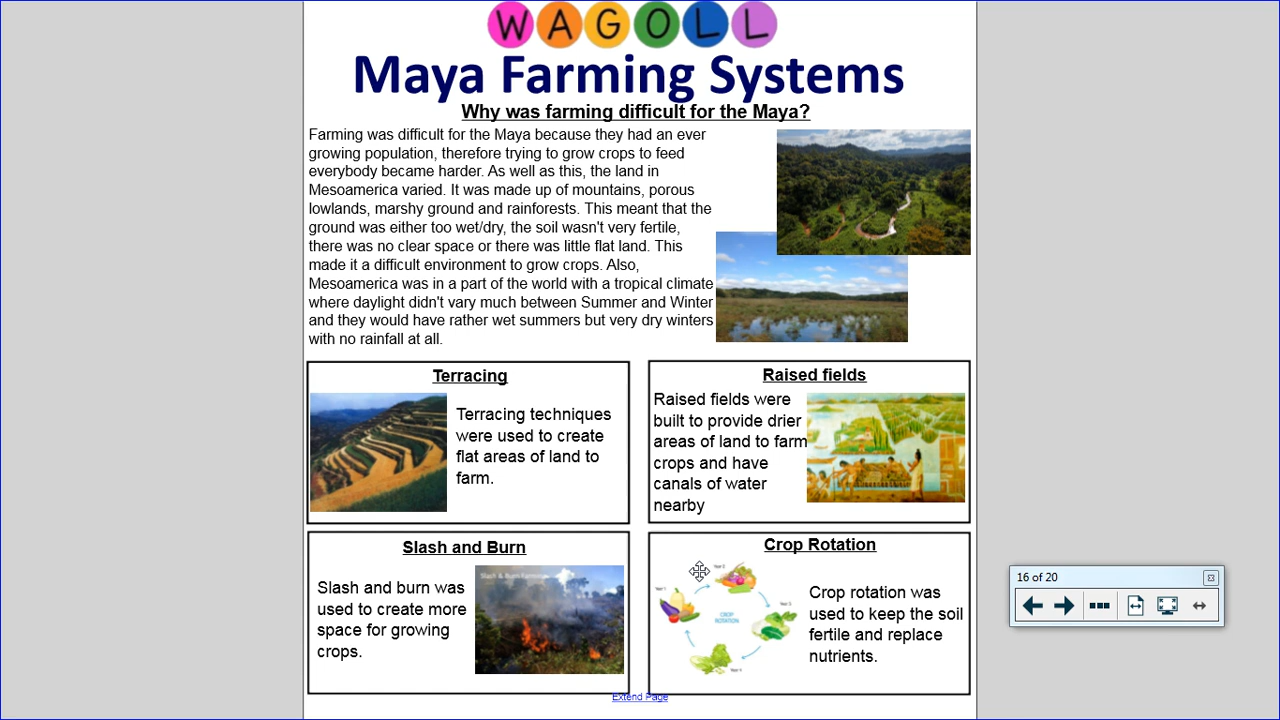 WAGOLL
Maya Farming Systems
Why was farming difficult for the Maya?
Farming was difficult for the Maya because they had an ever
growing population, therefore trying to grow crops to feed
everybody became harder. As well as this, the land in
Mesoamerica varied. It was made up of mountains, porous
lowlands, marshy ground and rainforests. This meant that the
ground was either too wet/dry, the soil wasn't very fertile,
there was no clear space or there was little flat land. This
made it a difficult environment to grow crops. Also,
Mesoamerica was in a part of the world with a tropical climate
where daylight didn't vary much between Summer and Winter
and they would have rather wet summers but very dry winters
with no rainfall at all.
Terracing
Terracing techniques
were used to create
flat areas of land to
farm.
Raised fields
Raised fields were
built to provide drier
areas of land to farm
crops and have
canals of water
nearby
Slash and Burn
Slash and burn was
used to create more
space for growing
crops.
Slash & Burn Farming
Crop Rotation
Year 1
CROP
ROTATION
Crop rotation was
used to keep the soil
fertile and replace
nutrients.
Extend Page
16 of 20